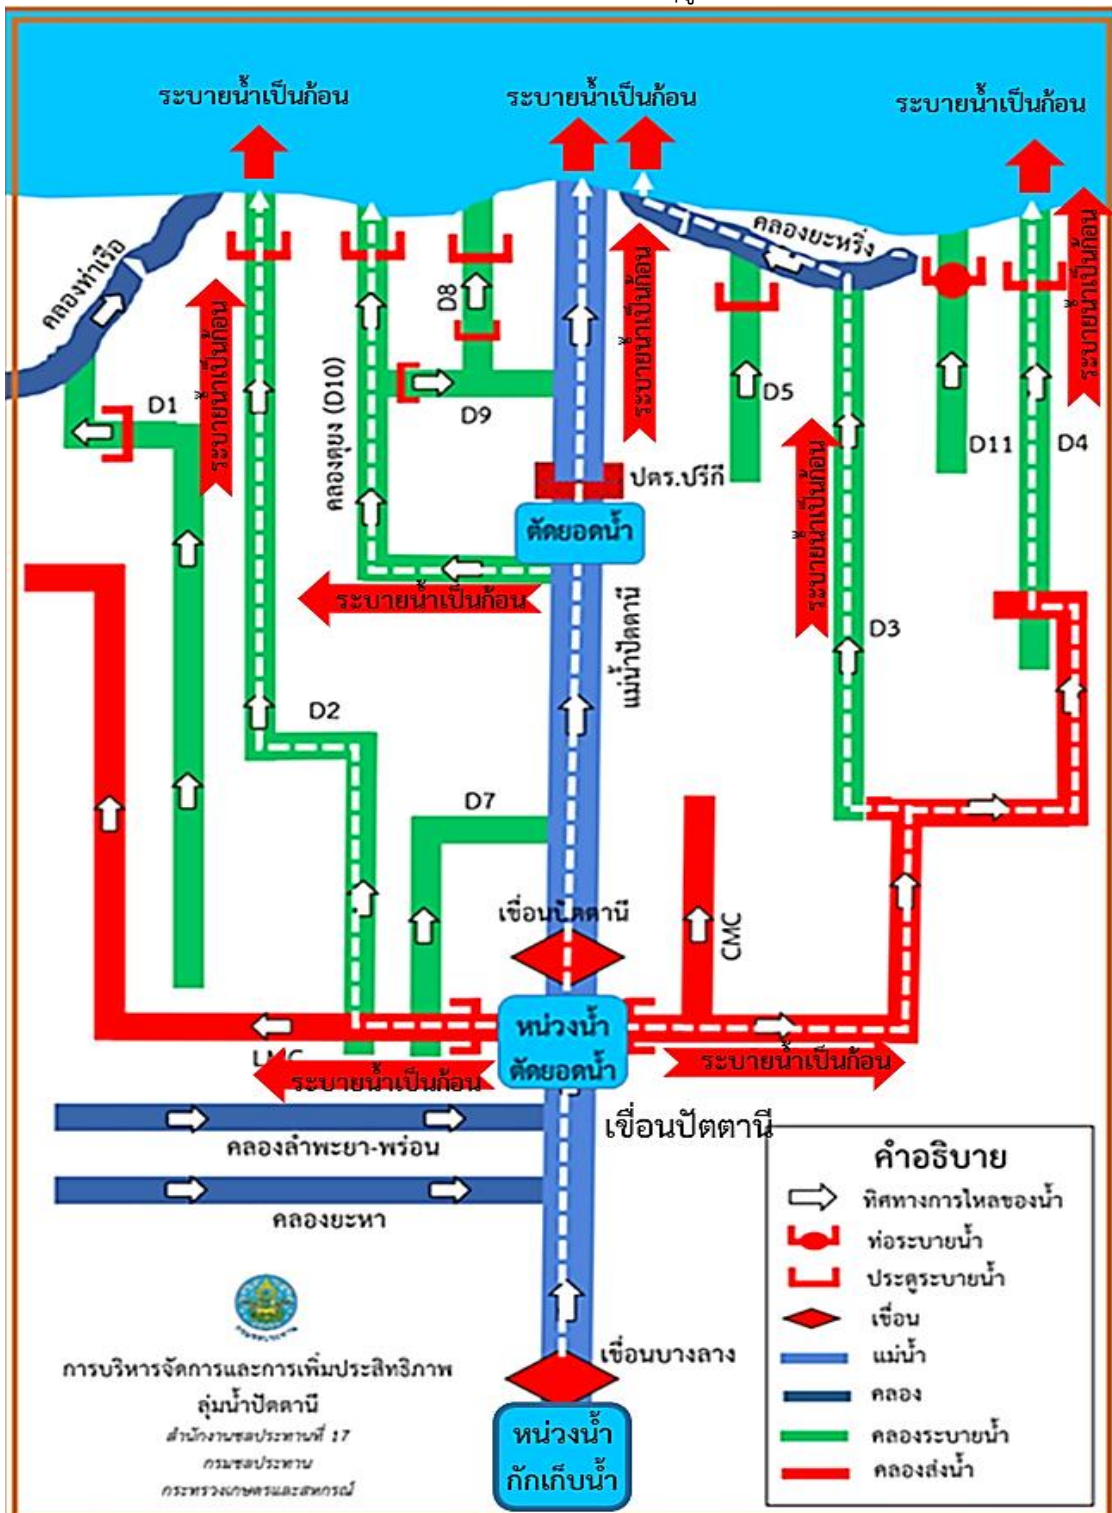 ระบายน้ำเป็นก้อน
ระบายน้ำเป็นก้อน
ระบายน้ำเป็นก้อน
คลองท่าเรือ
คลองยะหริ่ง
ระบายน้ำเป็นก้อน
ระบายน้ำเป็นก้อน
ระบายน้ำเป็นก้อน
D8
D1
คลองตุยง (D10)
D9
D5
D11
D4
ปตร.ปรีกี
ระบายน้ำเป็นก้อน
ตัดยอดน้ำ
ระบายน้ำเป็นก้อน
แม่น้ำปัตตานี
D3
D2
D7
เขื่อนปัตตานี
CMC
หน่วงน้ำ
ตัดยอดน้ำ
LMC
ระบายน้ำเป็นก้อน
ระบายน้ำเป็นก้อน
เขื่อนปัตตานี
คลองลำพะยา-พร่อน
คลองยะหา
คำอธิบาย
ทิศทางการไหลของน้ำ
ท่อระบายน้ำ
ประตูระบายน้ำ
เขื่อน
แม่น้ำ
คลอง
คลองระบายน้ำ
คลองส่งน้ำ
เขื่อนบางลาง
หน่วงน้ำ
กักเก็บน้ำ
กรมชลประทาน
การบริหารจัดการและการเพิ่มประสิทธิภาพ
ลุ่มน้ำปัตตานี
สำนักงานชลประทานที่ 17
กรมชลประทาน
กระทรวงเกษตรและสหกรณ์